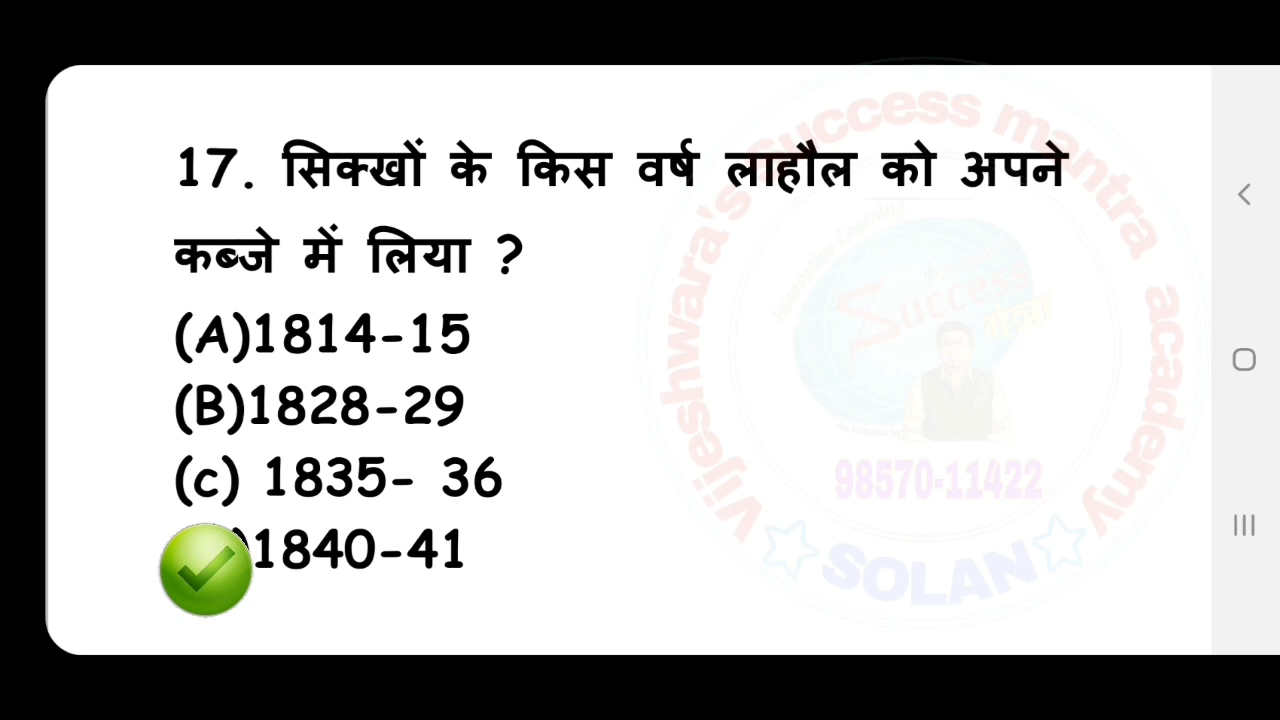 17. सिक्खों के किस वर्ष लाहौल को अपने
कब्जे में लिया ?
(A)1814-15
(B)1828-29
(c) 1835- 36
)1840-41
Vijeshwara's Success mantra academy
Success
मंत्रा
98570-11422
SOLAN